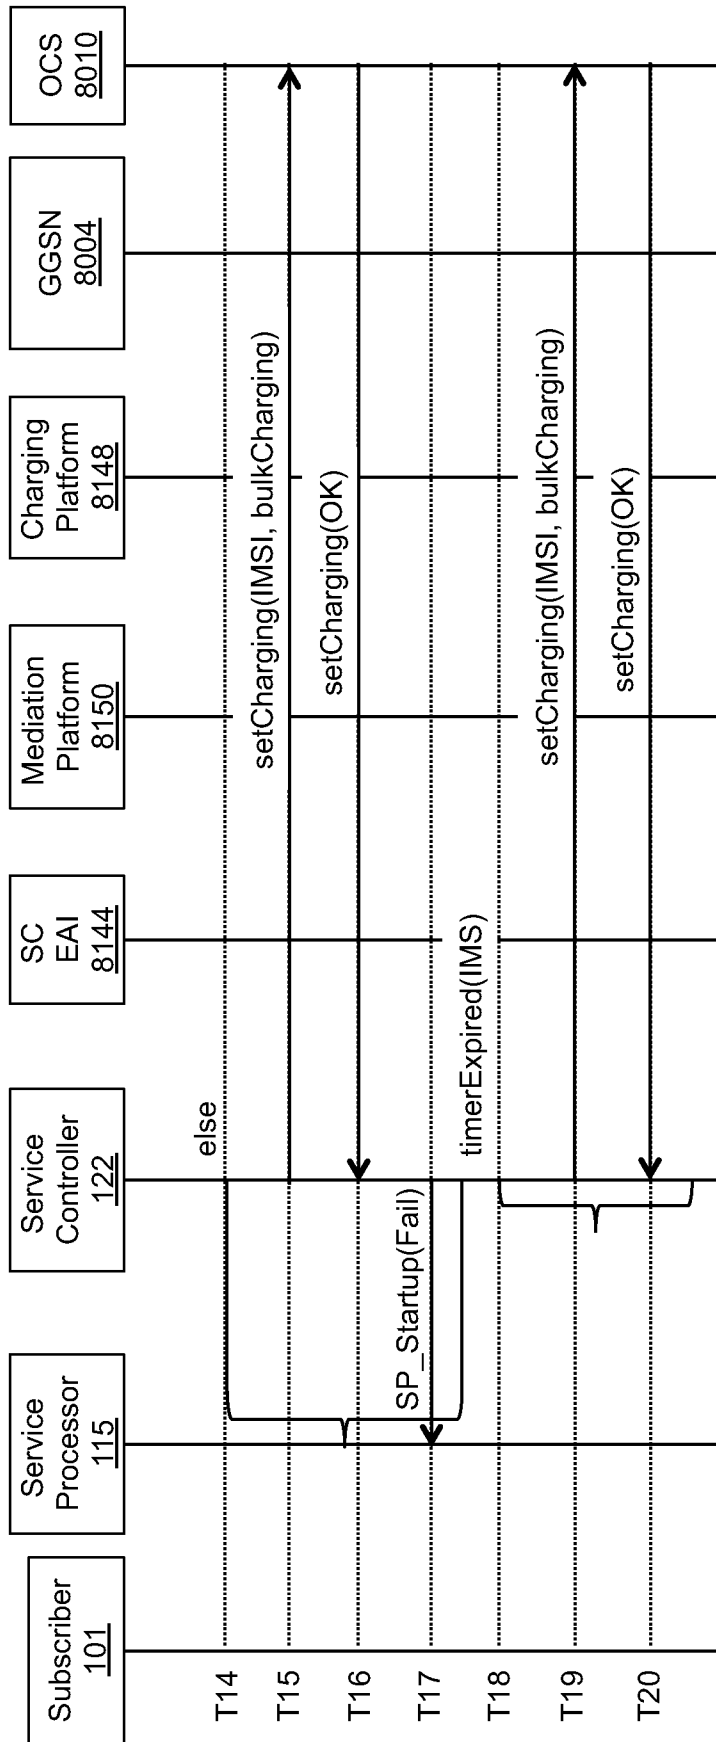 Subscriber
101
Service
Processor
115
Service
Controller
122
SC
EAI
8144
Mediation
Platform
8150
Charging
Platform
8148
GGSN
8004
OCS
8010
T14
else
T15
setCharging(IMSI, bulkCharging)
T16
setCharging(OK)
T17
SP_Startup(Fail)
T18
timerExpired(IMS)
T19
setCharging(IMSI, bulkCharging)
T20
setCharging(OK)